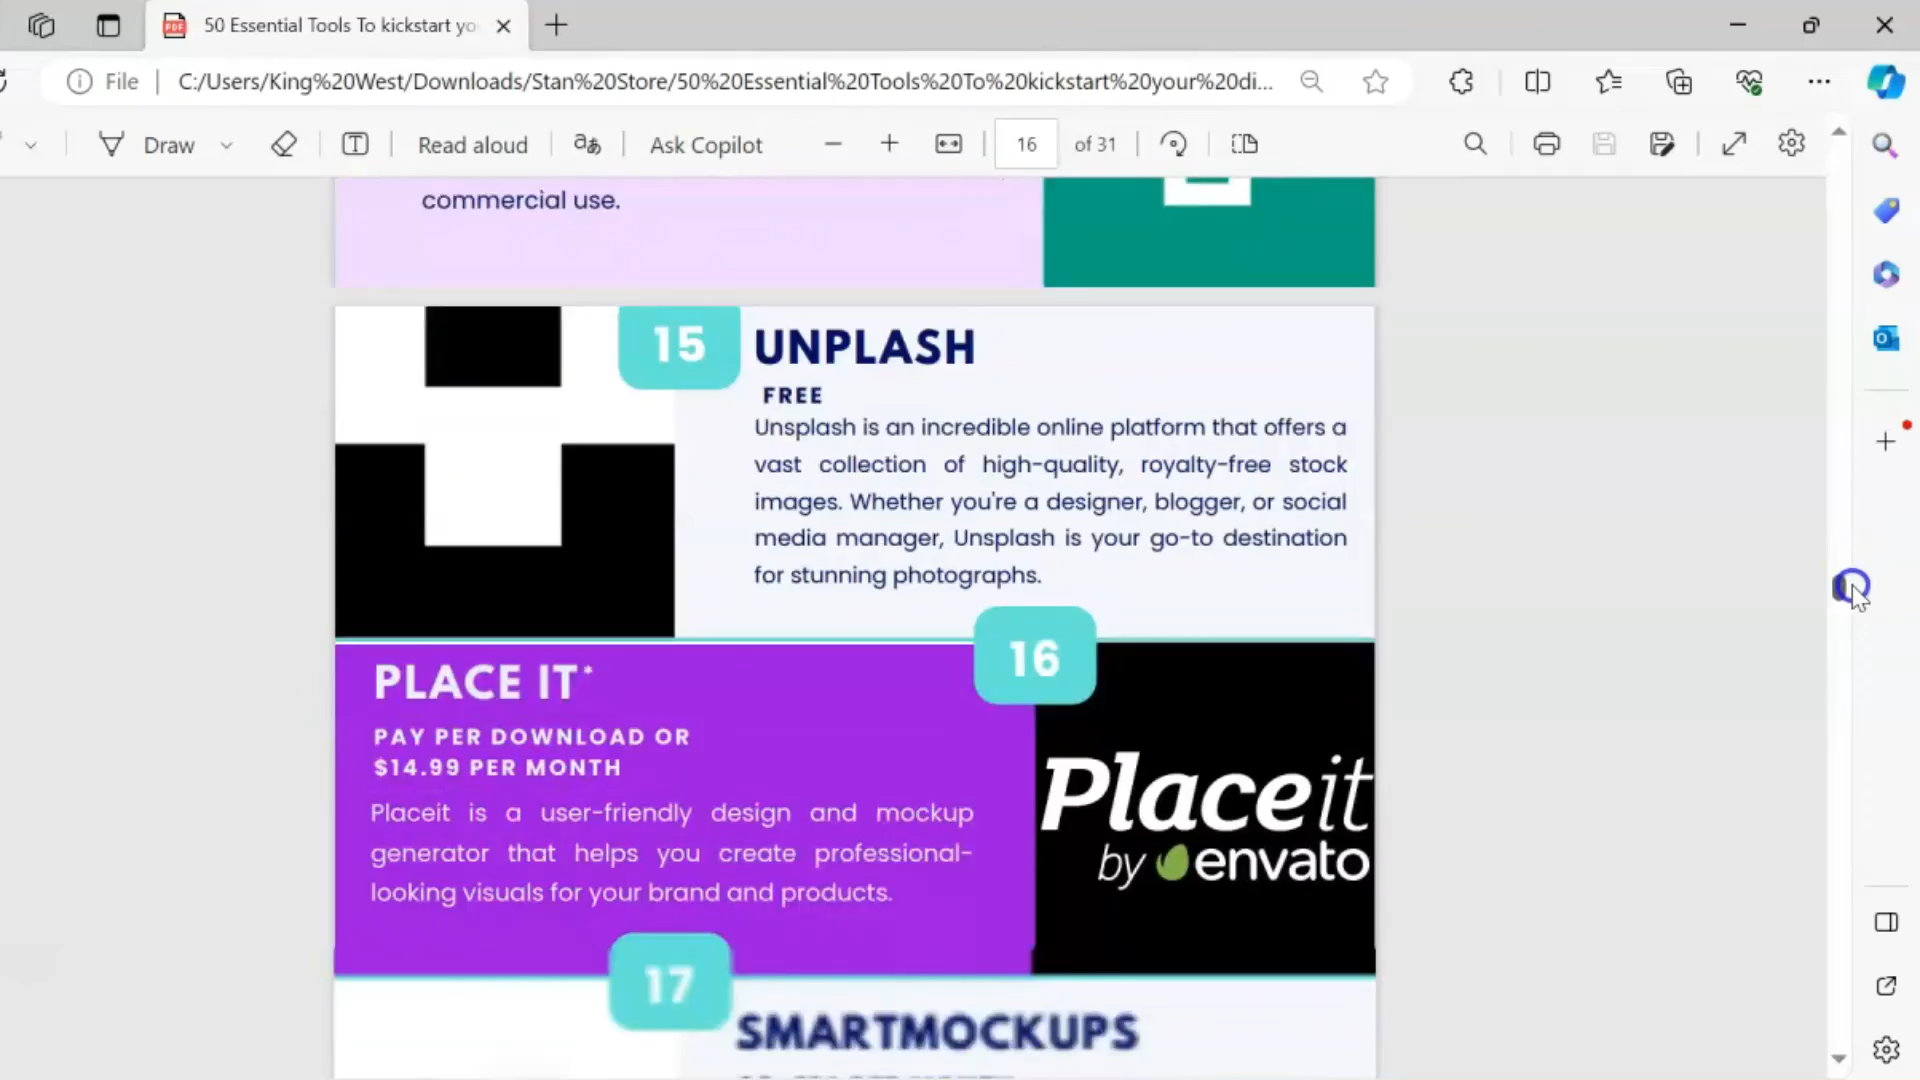 50 Essential Tools To kickstart yo
File
C:/Users/King%20West/Downloads/Stan%20Store/50%20Essential%20Tools%20To%20kickstart%20your%20di...
Draw
Read aloud
aあ
Ask Copilot
16 of 31
commercial use.
15
UNPLASH
FREE
Unsplash is an incredible online platform that offers a
vast collection of high-quality, royalty-free stock
images. Whether you're a designer, blogger, or social
media manager, Unsplash is your go-to destination
for stunning photographs.
16
PLACE IT*
PAY PER DOWNLOAD OR
$14.99 PER MONTH
Placeit is a user-friendly design and mockup
generator that helps you create professional-
looking visuals for your brand and products.
Placeit
by envato
17
SMARTMOCKUPS